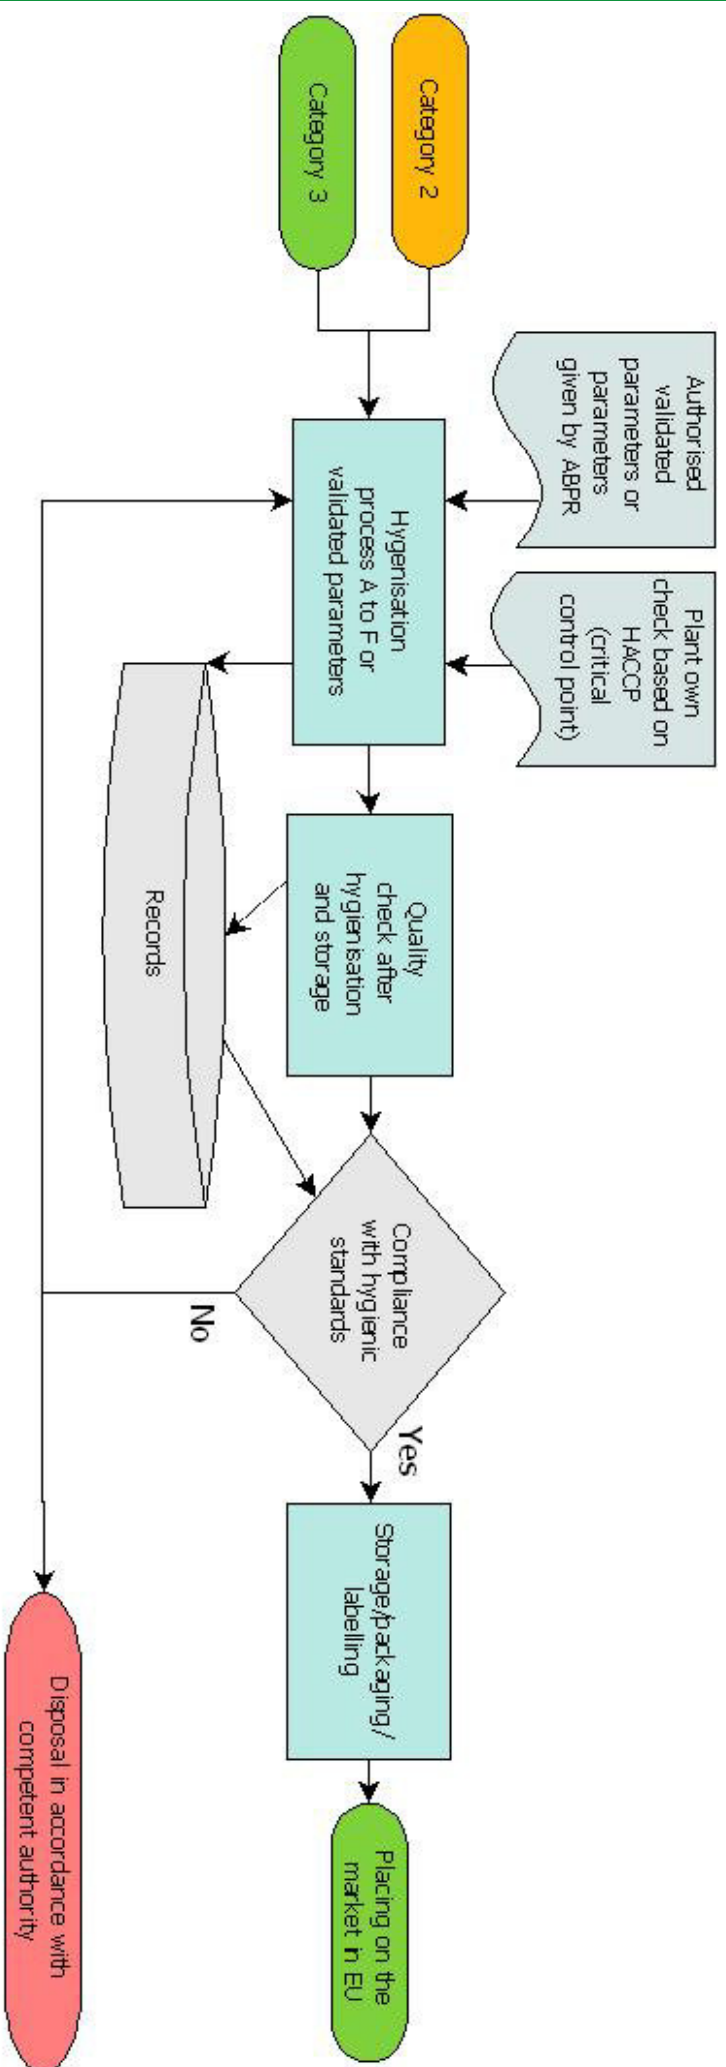 Category 2
Category 3
Authorised
validated
parameters or
parameters
given by ABPR
Plant own
check based on
HACCP
(critical
control point)
Hygenisation
process A to F or
validated parameters
Quality
check after
hygienisation
and storage
Records
Compliance
with hygienic
standards
Yes
No
Storage/packaging/
labelling
Placing on the
market in EU
Disposal in accordance with
competent authority